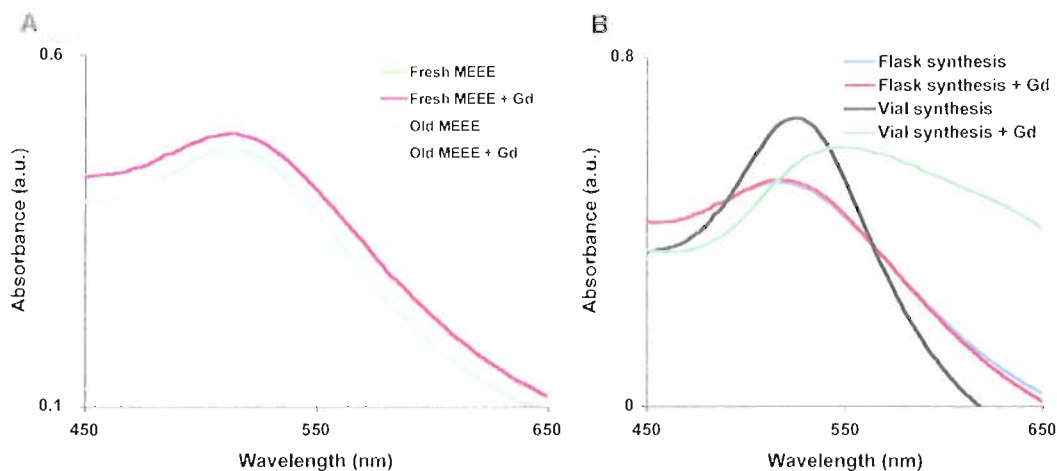 A
0.6
Fresh MEEE
Fresh MEEE + Gd
Old MEEE
Old MEEE + Gd
Absorbance (a.u.)
0.1
450
550
650
Wavelength (nm)
B
0.8
Flask synthesis
Flask synthesis + Gd
Vial synthesis
Vial synthesis + Gd
Absorbance (a.u.)
0
450
550
650
Wavelength (nm)